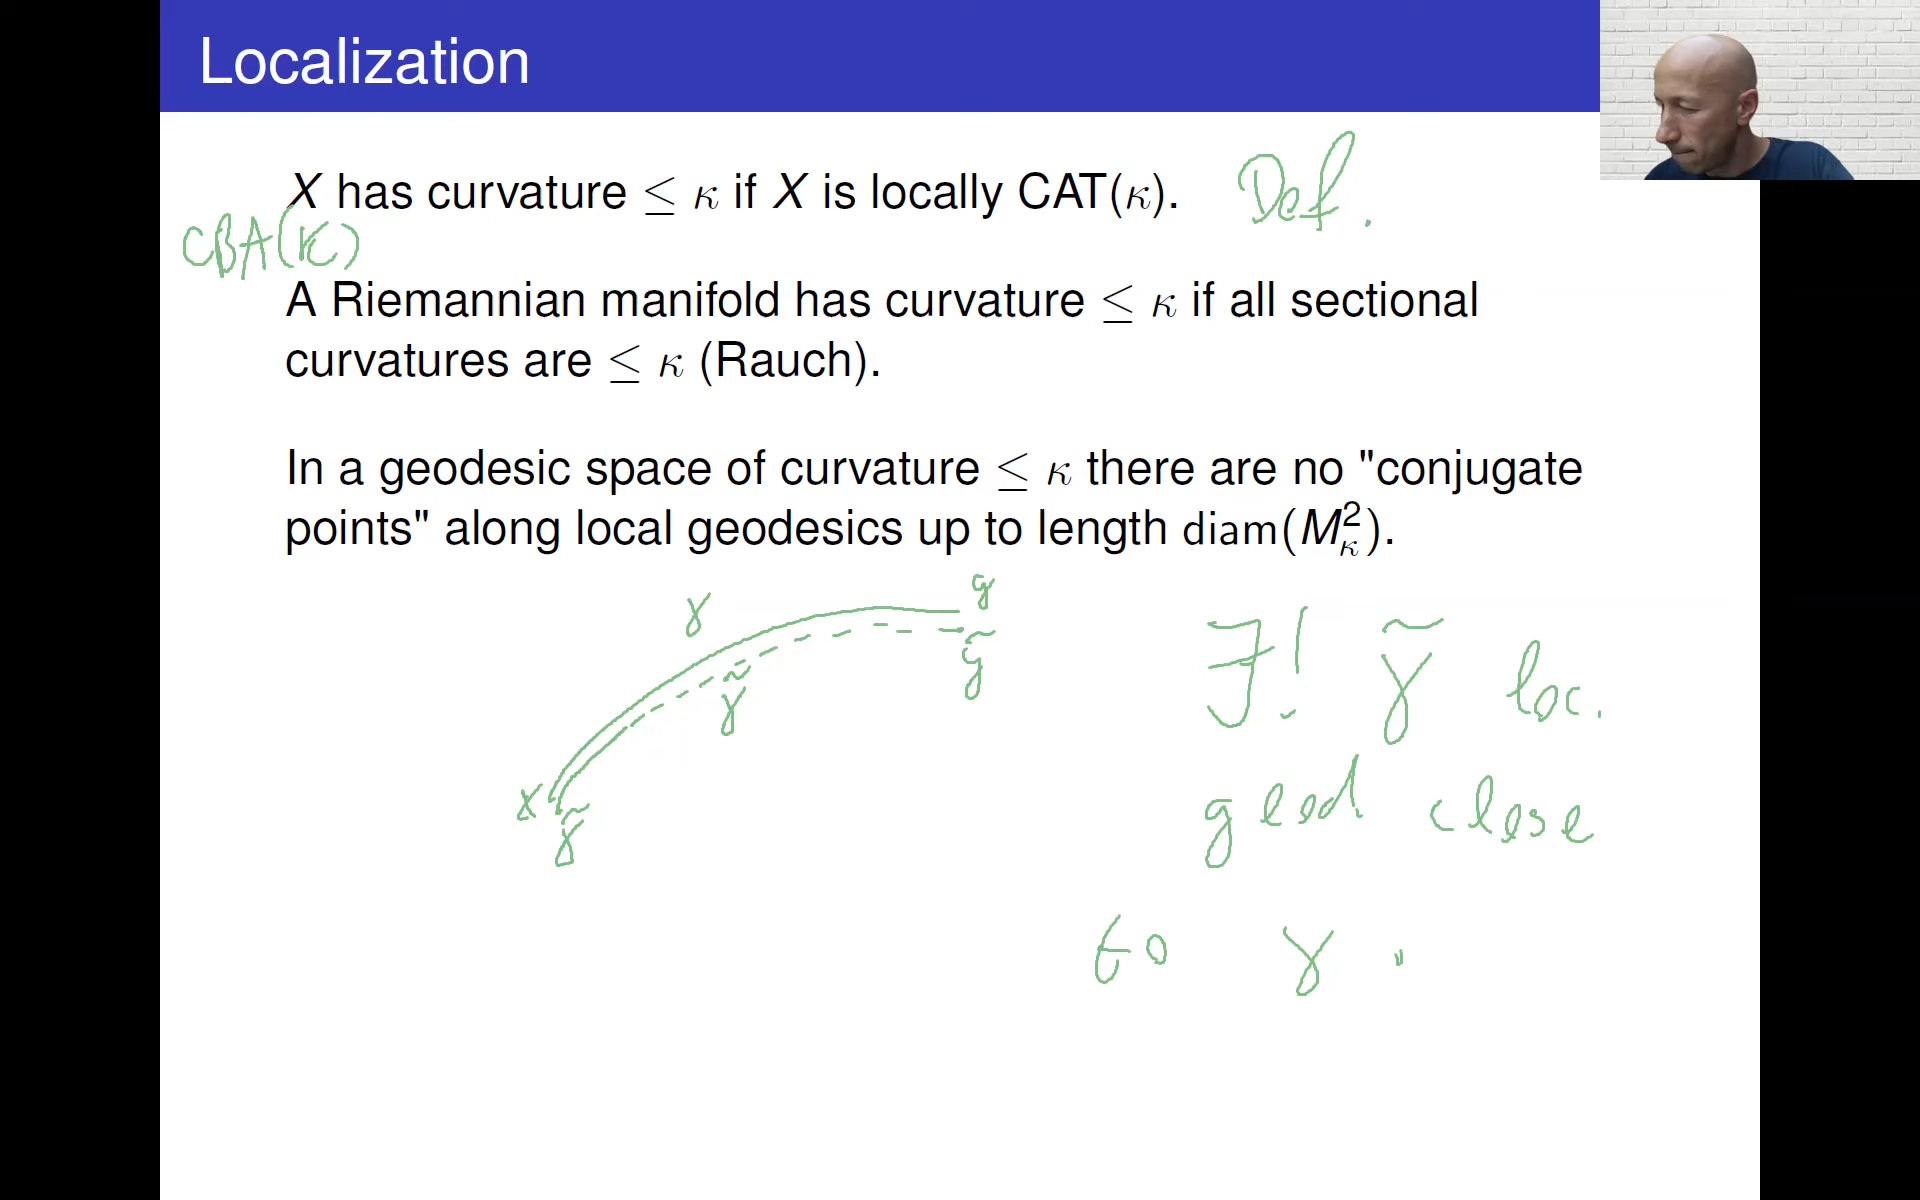 Localization
X has curvature ≤ κ if X is locally CAT(κ). Def.
CBA(κ)
A Riemannian manifold has curvature ≤ κ if all sectional
curvatures are ≤ κ (Rauch).
In a geodesic space of curvature ≤ κ there are no "conjugate
points" along local geodesics up to length diam(M²_κ).
γ y
ỹ
γ̃
x
∃! γ̃ loc.
geod close
to γ.